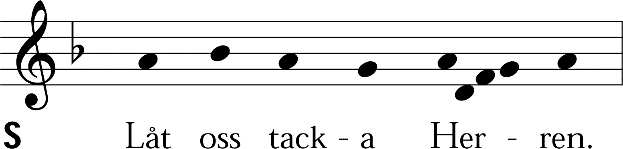 S Låt oss tack - a Her - ren.